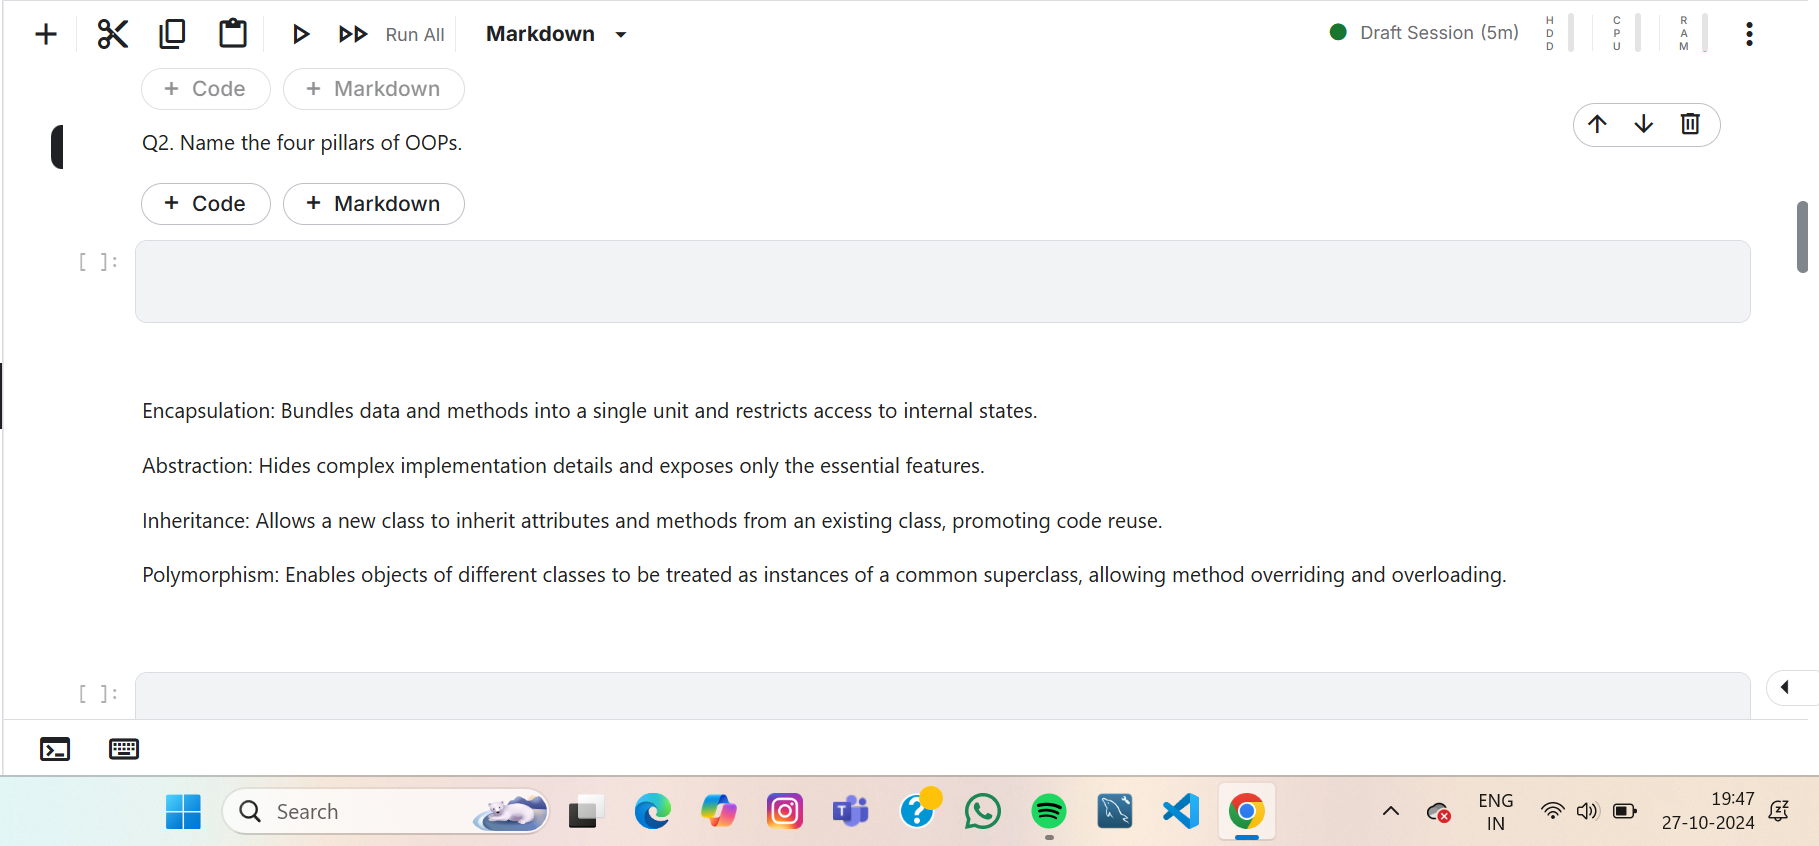 Run All
Markdown
Draft Session (5m)
HDD
CPU
RAM
+ Code
+ Markdown
Q2. Name the four pillars of OOPs.
+ Code
+ Markdown
[ ]:
Encapsulation: Bundles data and methods into a single unit and restricts access to internal states.
Abstraction: Hides complex implementation details and exposes only the essential features.
Inheritance: Allows a new class to inherit attributes and methods from an existing class, promoting code reuse.
Polymorphism: Enables objects of different classes to be treated as instances of a common superclass, allowing method overriding and overloading.
[ ]:
Search
ENG
IN
19:47
27-10-2024